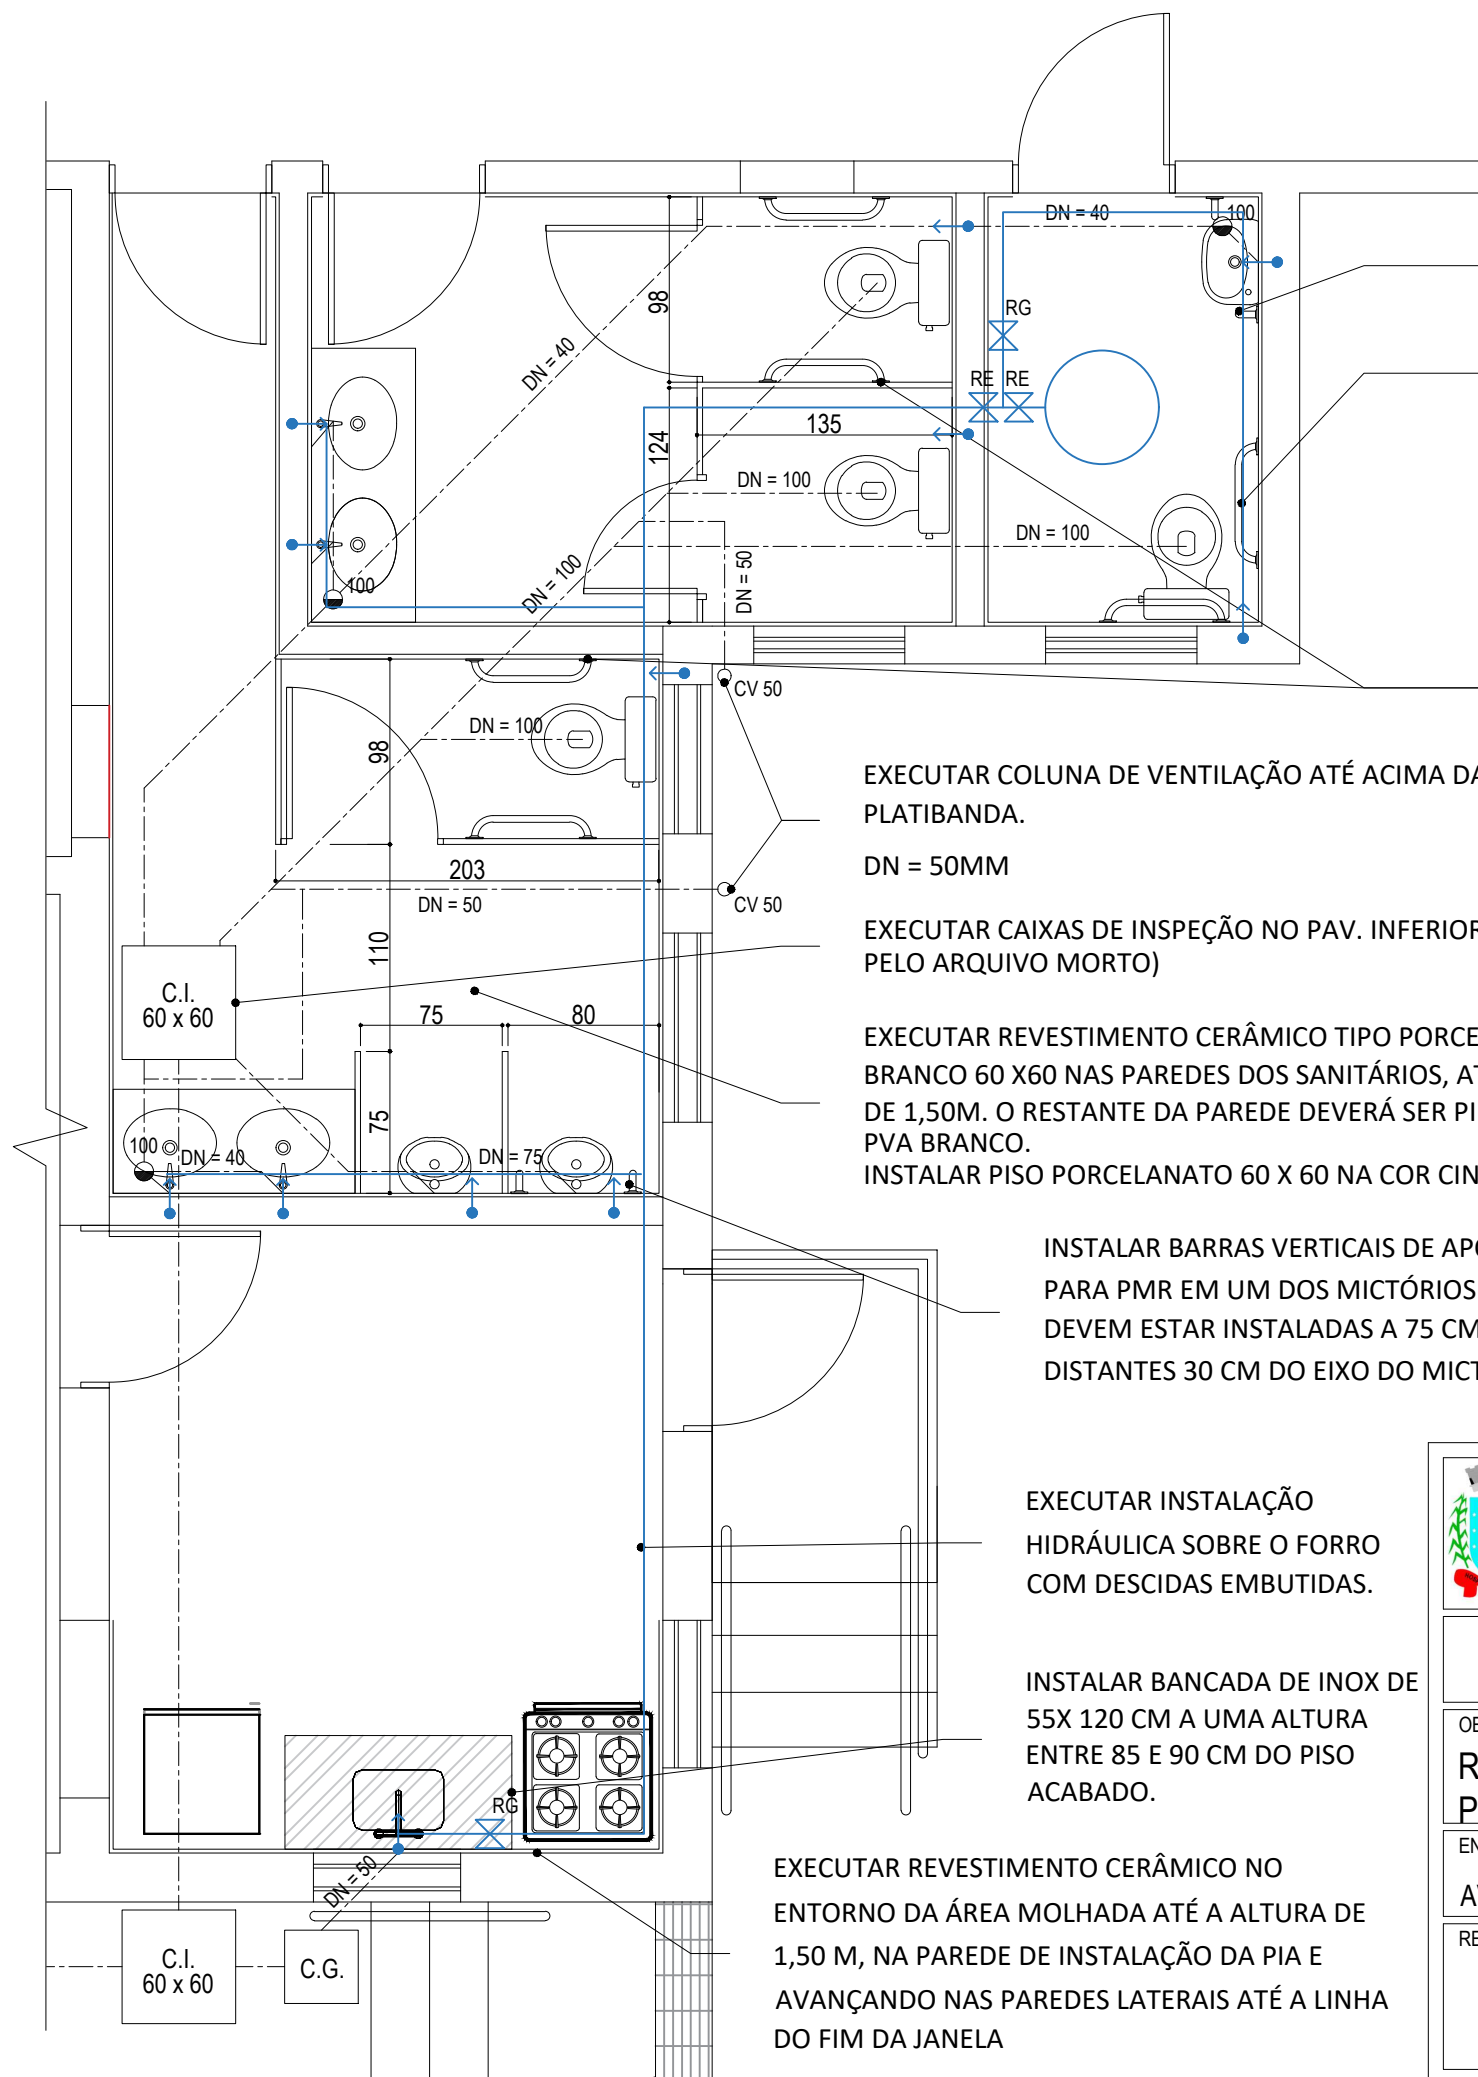 DN = 40
100
98
RG
DN = 40
RE
RE
135
124
DN = 100
DN = 100
DN = 50
DN = 100
100
CV 50
DN = 100
98
EXECUTAR COLUNA DE VENTILAÇÃO ATÉ ACIMA DA
PLATIBANDA.
DN = 50MM
203
DN = 50
CV 50
110
EXECUTAR CAIXAS DE INSPEÇÃO NO PAV. INFERIOR
PELO ARQUIVO MORTO)
C.I.
60 x 60
75
80
EXECUTAR REVESTIMENTO CERÂMICO TIPO PORCE
BRANCO 60 X60 NAS PAREDES DOS SANITÁRIOS, AT
DE 1,50M. O RESTANTE DA PAREDE DEVERÁ SER PI
PVA BRANCO.
INSTALAR PISO PORCELANATO 60 X 60 NA COR CIN
75
100
DN = 40
DN = 75
INSTALAR BARRAS VERTICAIS DE APO
PARA PMR EM UM DOS MICTÓRIOS
DEVEM ESTAR INSTALADAS A 75 CM
DISTANTES 30 CM DO EIXO DO MICT
EXECUTAR INSTALAÇÃO
HIDRÁULICA SOBRE O FORRO
COM DESCIDAS EMBUTIDAS.
INSTALAR BANCADA DE INOX DE
55X 120 CM A UMA ALTURA
ENTRE 85 E 90 CM DO PISO
ACABADO.
RG
EXECUTAR REVESTIMENTO CERÂMICO NO
ENTORNO DA ÁREA MOLHADA ATÉ A ALTURA DE
1,50 M, NA PAREDE DE INSTALAÇÃO DA PIA E
AVANÇANDO NAS PAREDES LATERAIS ATÉ A LINHA
DO FIM DA JANELA
DN = 50
C.I.
60 x 60
C.G.
R
P
EN
RE